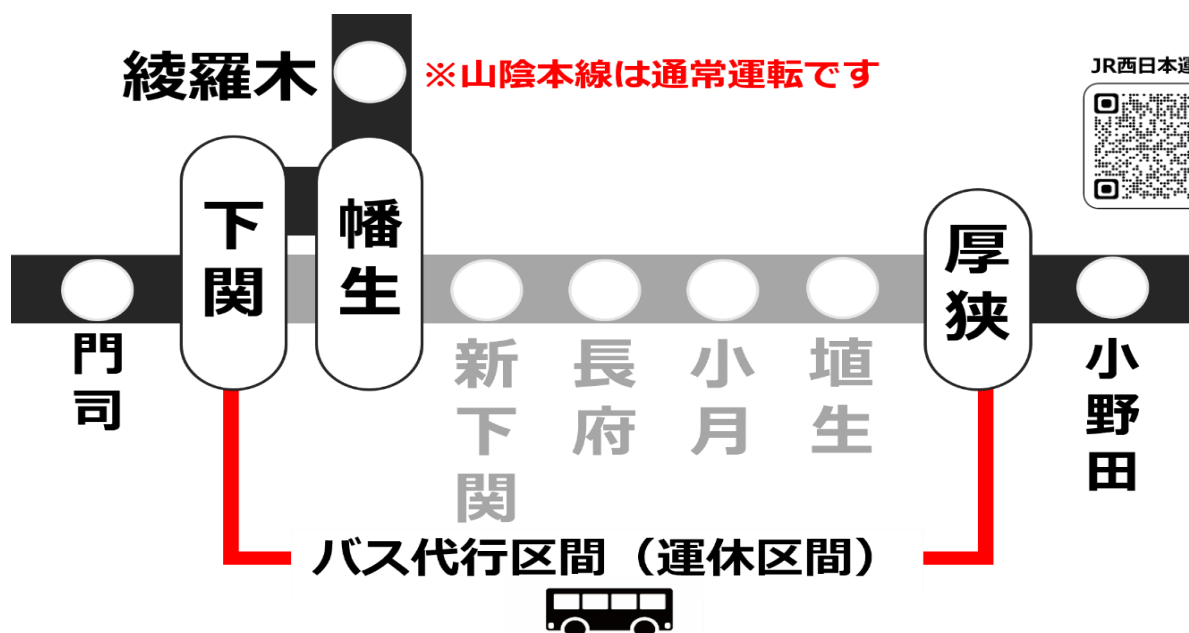 綾羅木
※山陰本線は通常運転です
JR西日本運
下関
幡生
厚狭
門司
新下関
長府
小月
埴生
小野田
バス代行区間（運休区間）